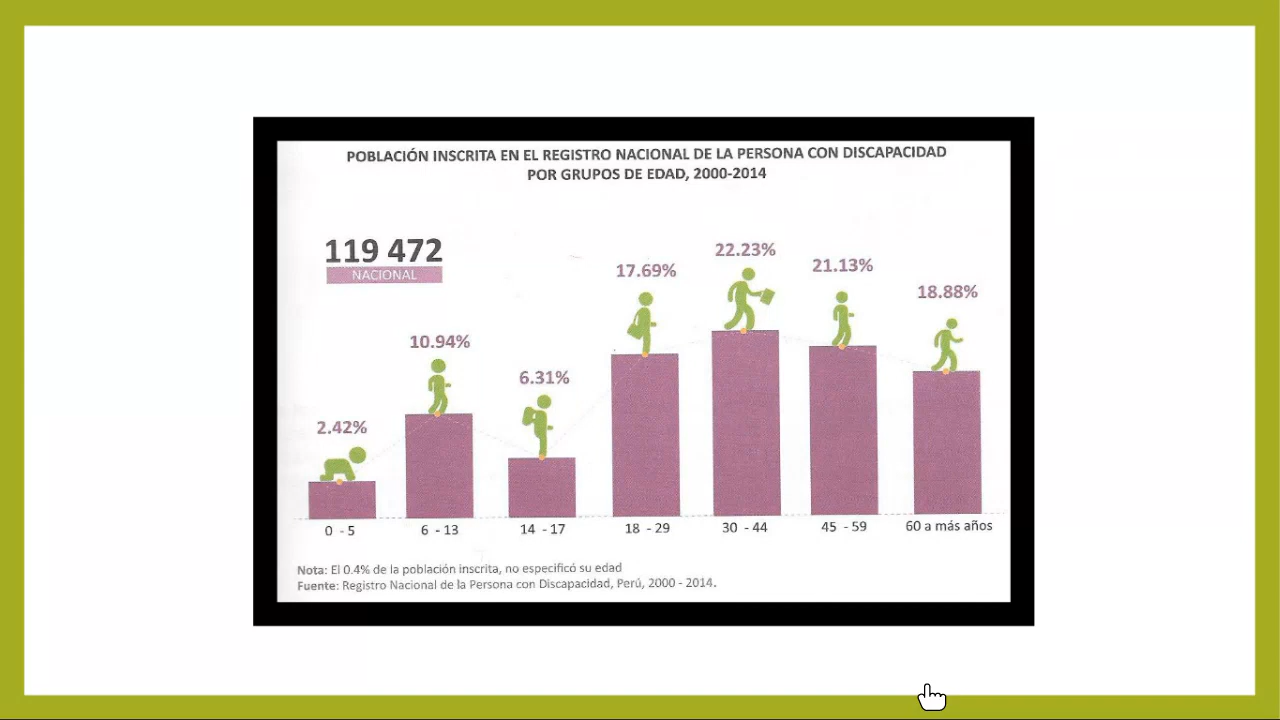 POBLACIÓN INSCRITA EN EL REGISTRO NACIONAL DE LA PERSONA CON DISCAPACIDAD
POR GRUPOS DE EDAD, 2000-2014
119 472
NACIONAL
2.42%
10.94%
6.31%
17.69%
22.23%
21.13%
18.88%
0 - 5
6 - 13
14 - 17
18 - 29
30 - 44
45 - 59
60 a más años
Nota: El 0.4% de la población inscrita, no especificó su edad
Fuente: Registro Nacional de la Persona con Discapacidad, Perú, 2000 - 2014.